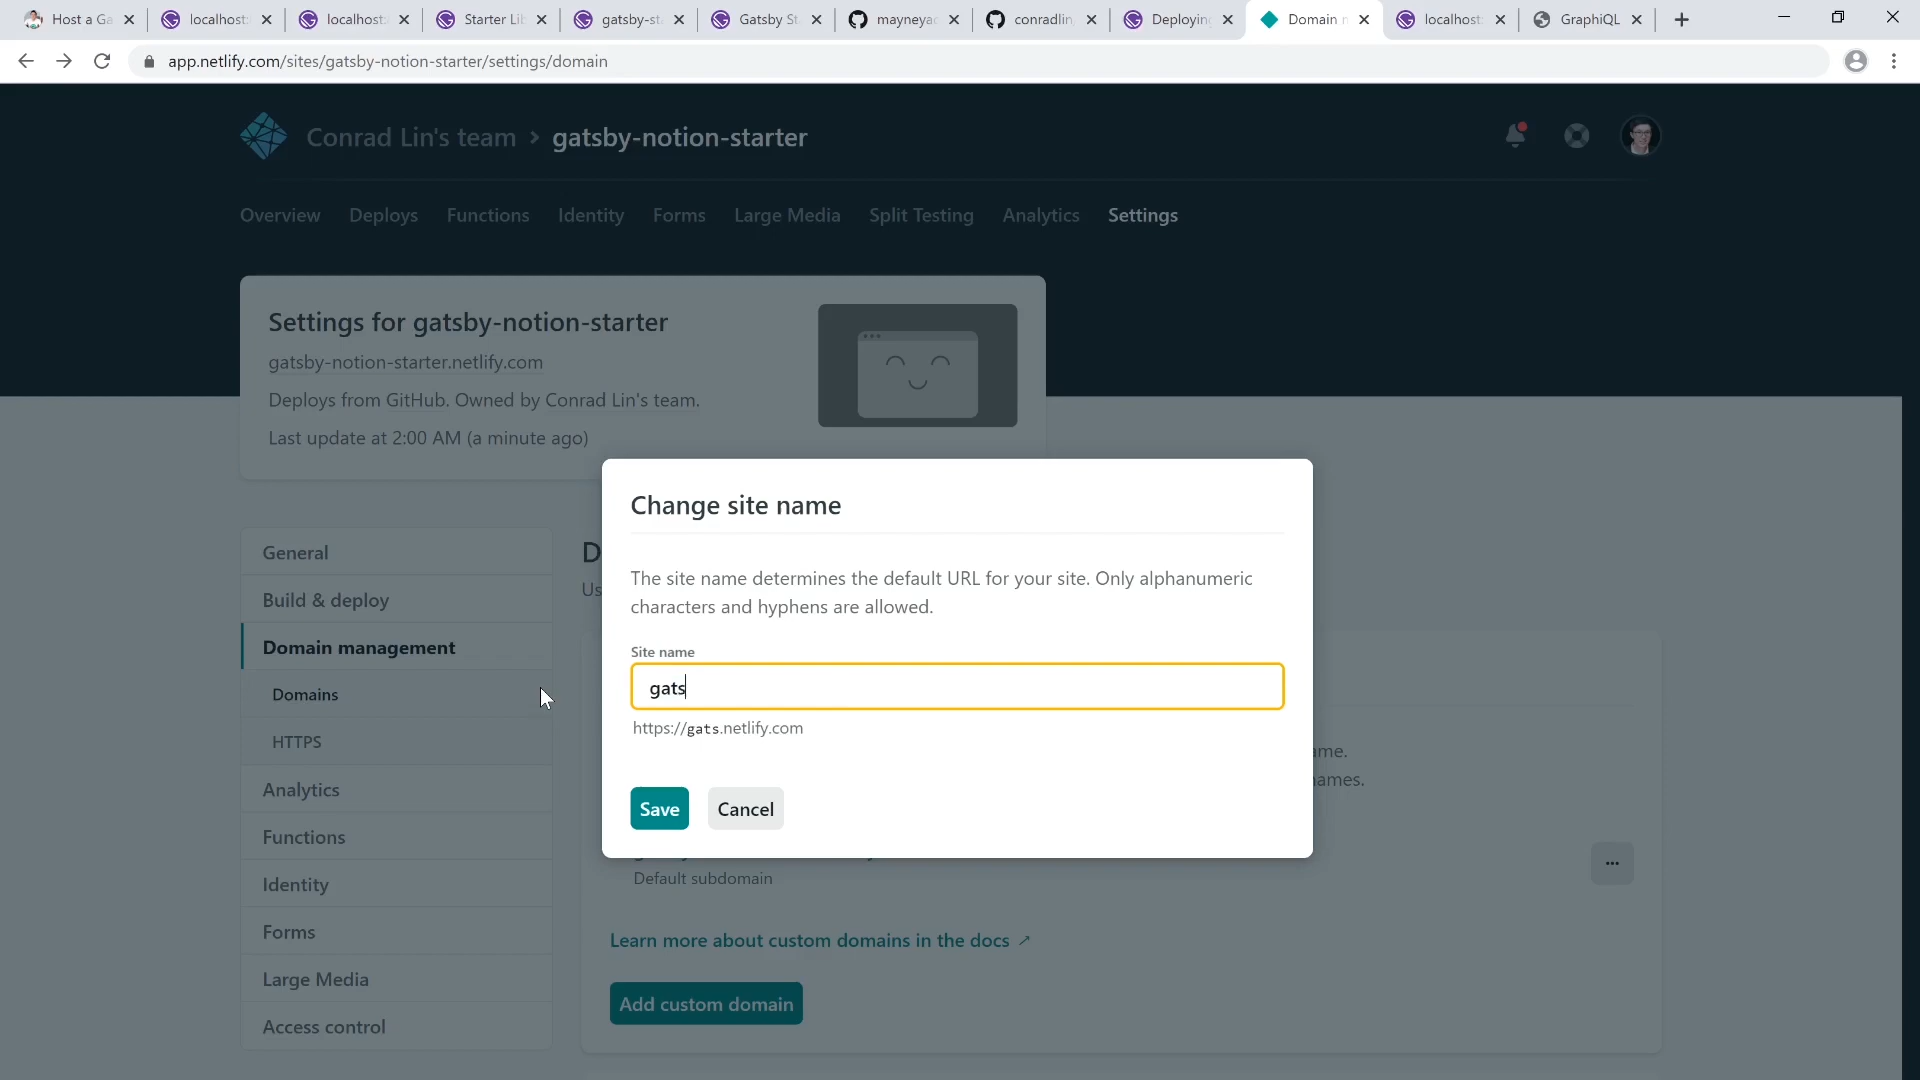 Host a Ga
localhost:
localhost:
Starter Lib
gatsby-sta
Gatsby St
mayneyao
conradlin
Deploying
Domain m
localhost:
GraphiQL
app.netlify.com/sites/gatsby-notion-starter/settings/domain
Conrad Lin's team > gatsby-notion-starter
Overview Deploys Functions Identity Forms Large Media Split Testing Analytics Settings
Settings for gatsby-notion-starter
gatsby-notion-starter.netlify.com
Deploys from GitHub. Owned by Conrad Lin's team.
Last update at 2:00 AM (a minute ago)
General
Build & deploy
Domain management
Domains
HTTPS
Analytics
Functions
Identity
Forms
Large Media
Access control
D
Us
Change site name
The site name determines the default URL for your site. Only alphanumeric
characters and hyphens are allowed.
Site name
gats
https://gats.netlify.com
Save Cancel
ame.
names.
Default subdomain
...
Learn more about custom domains in the docs ↗
Add custom domain